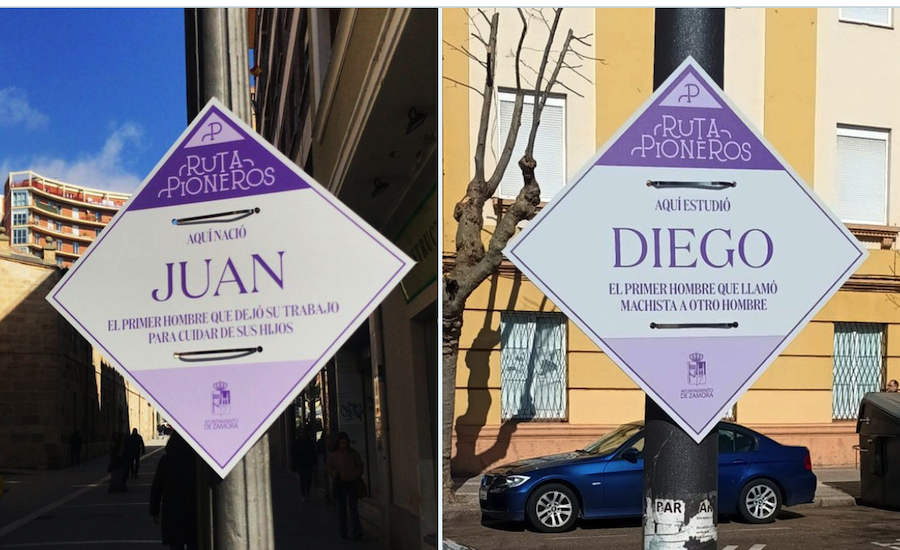 RUTA
PIONEROS
AQUÍ NACIÓ
JUAN
EL PRIMER HOMBRE QUE DEJÓ SU TRABAJO
PARA CUIDAR DE SUS HIJOS
AYUNTAMIENTO
DE ZAMORA
RUTA
PIONEROS
AQUÍ ESTUDIÓ
DIEGO
EL PRIMER HOMBRE QUE LLAMÓ
MACHISTA A OTRO HOMBRE
AYUNTAMIENTO
DE ZAMORA
PAR